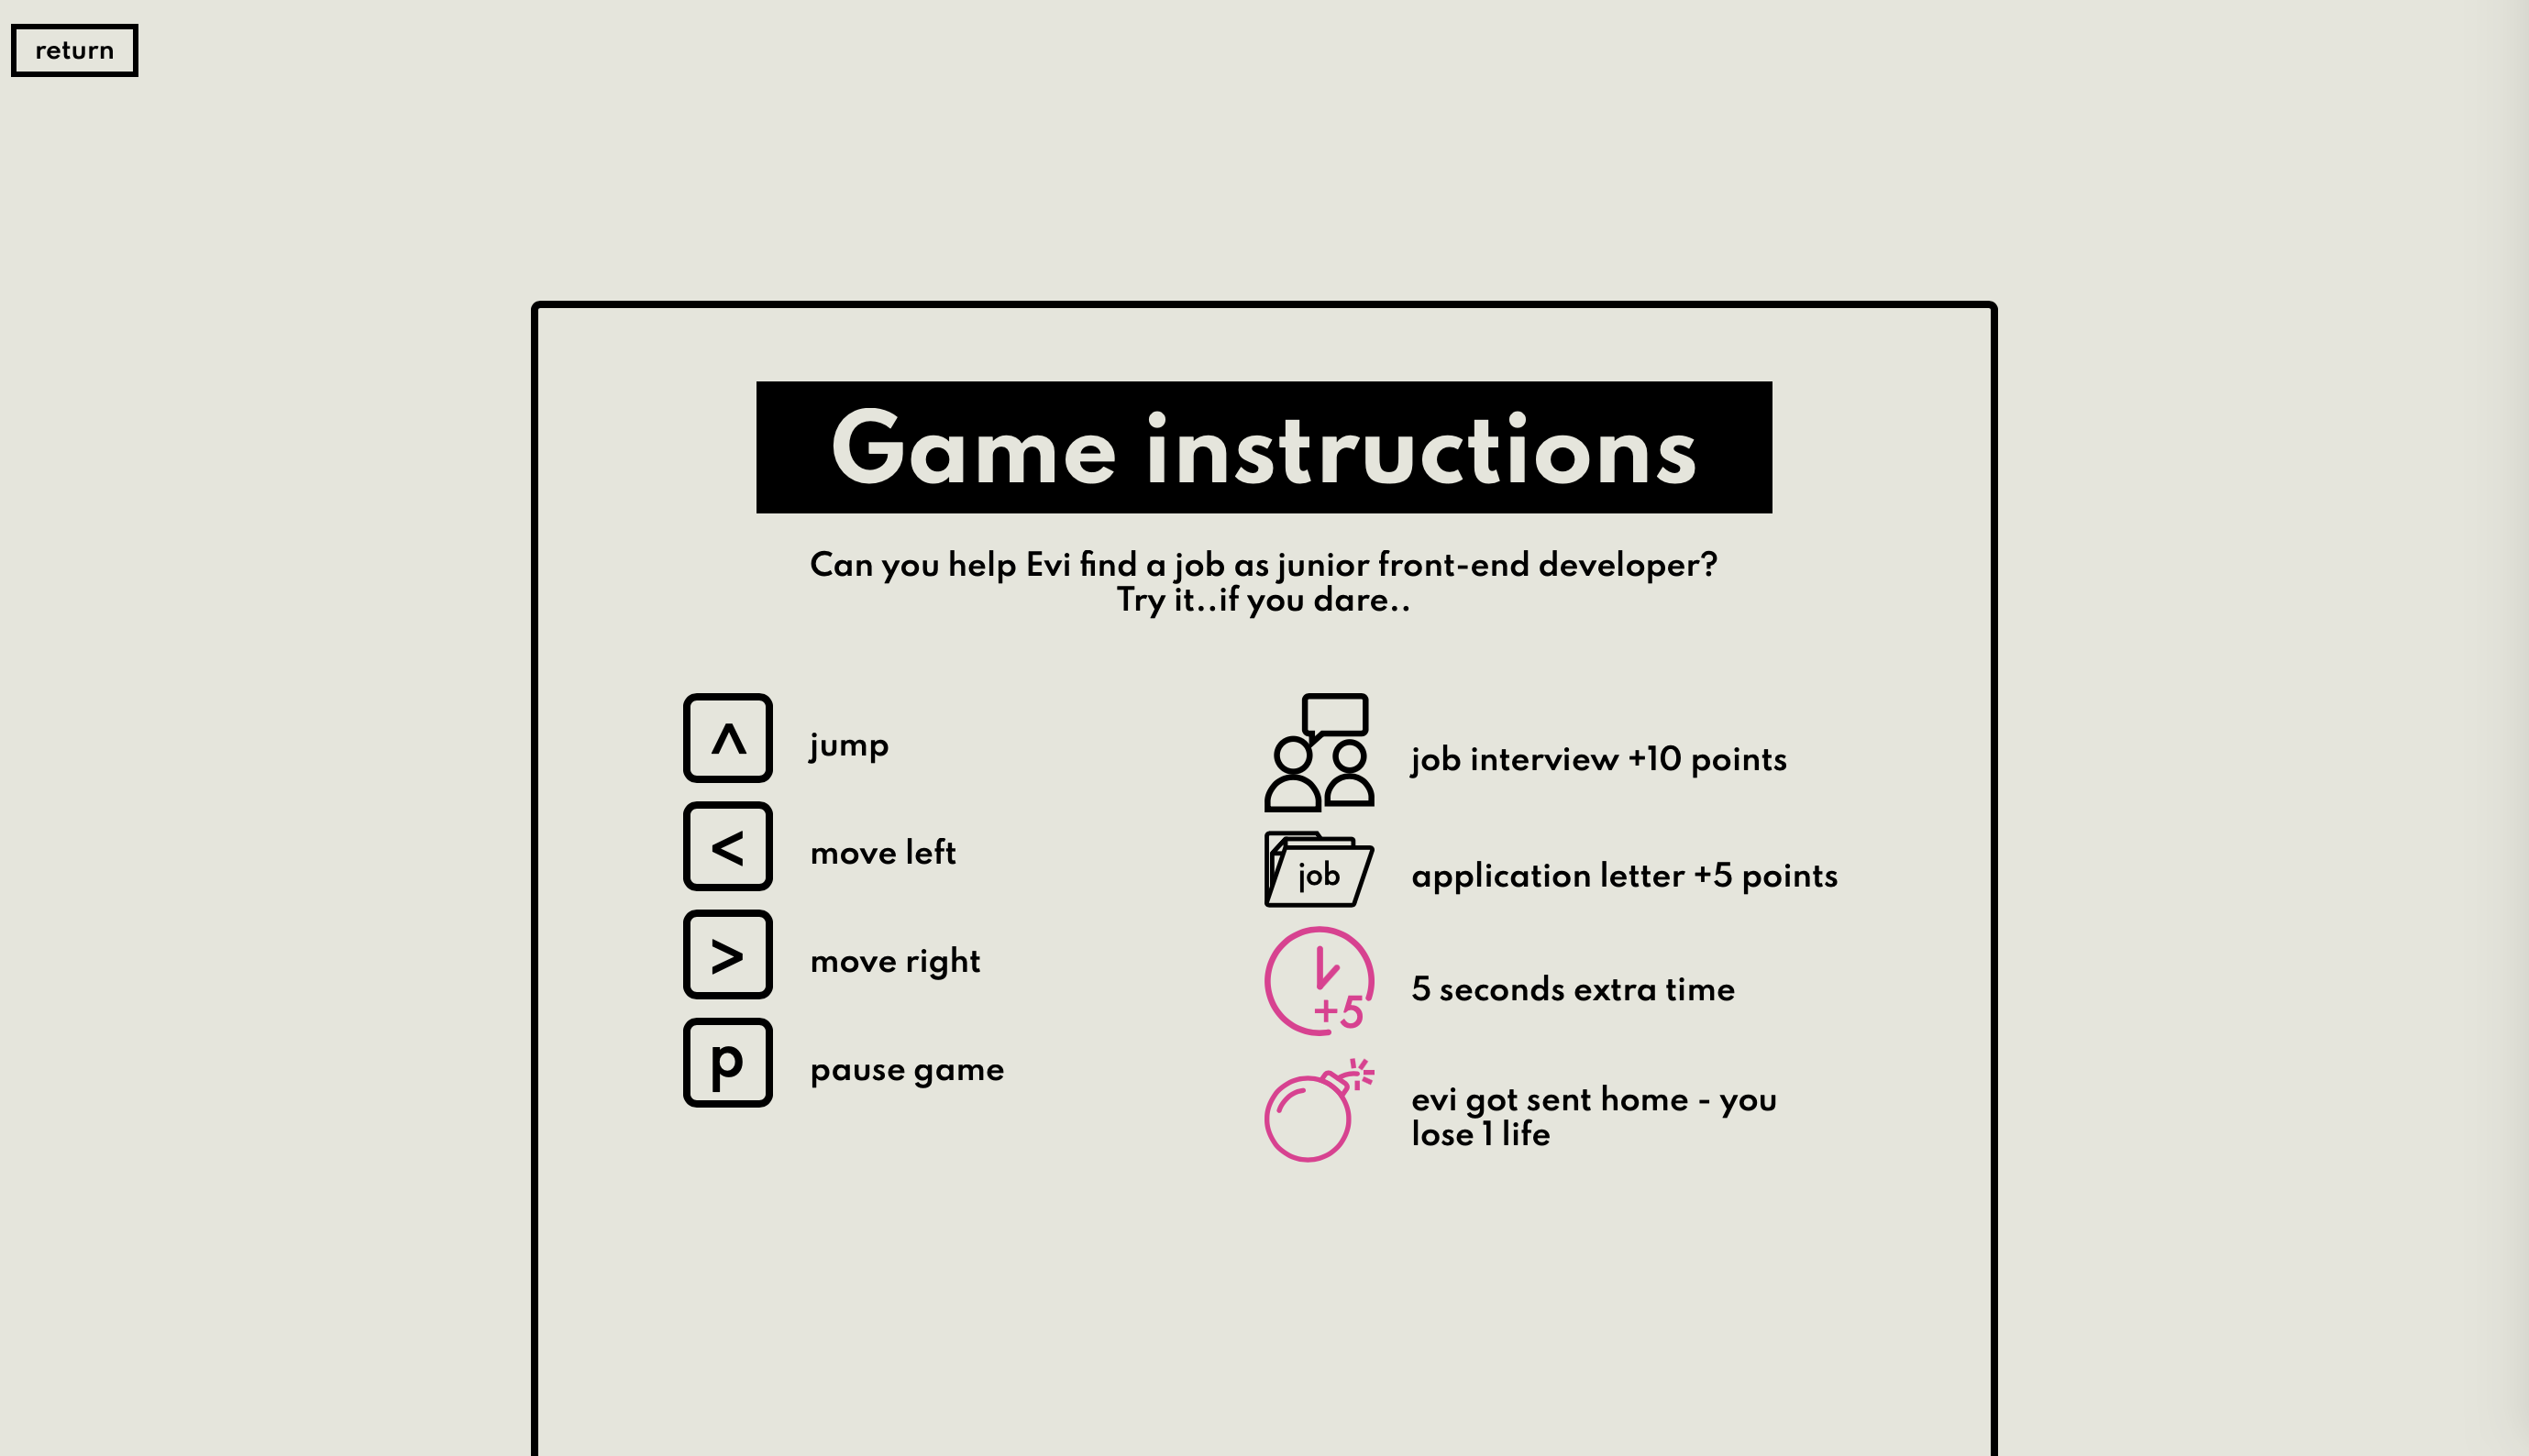 return
Game instructions
Can you help Evi find a job as junior front-end developer?
Try it..if you dare..
^
jump
<
move left
>
move right
p
pause game
job interview +10 points
job
application letter +5 points
+5
5 seconds extra time
evi got sent home - you
lose 1 life